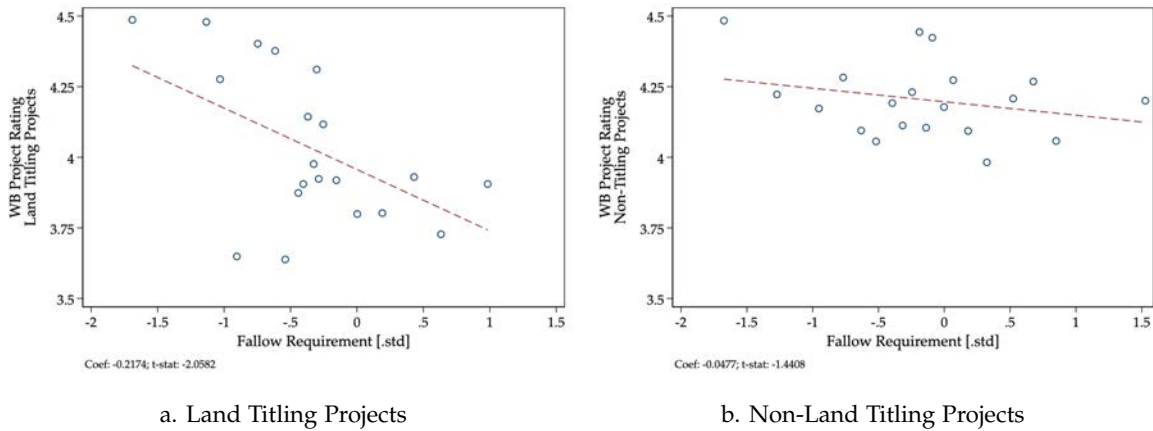 WB Project Rating
Land Titling Projects
4.5
4.25
4
3.75
3.5
-2
-1.5
-1
-.5
0
.5
1
1.5
Fallow Requirement [.std]
Coef: -0.2174; t-stat: -2.0582
a. Land Titling Projects
WB Project Rating
Non-Titling Projects
4.5
4.25
4
3.75
3.5
-2
-1.5
-1
-.5
0
.5
1
1.5
Fallow Requirement [.std]
Coef: -0.0477; t-stat: -1.4408
b. Non-Land Titling Projects